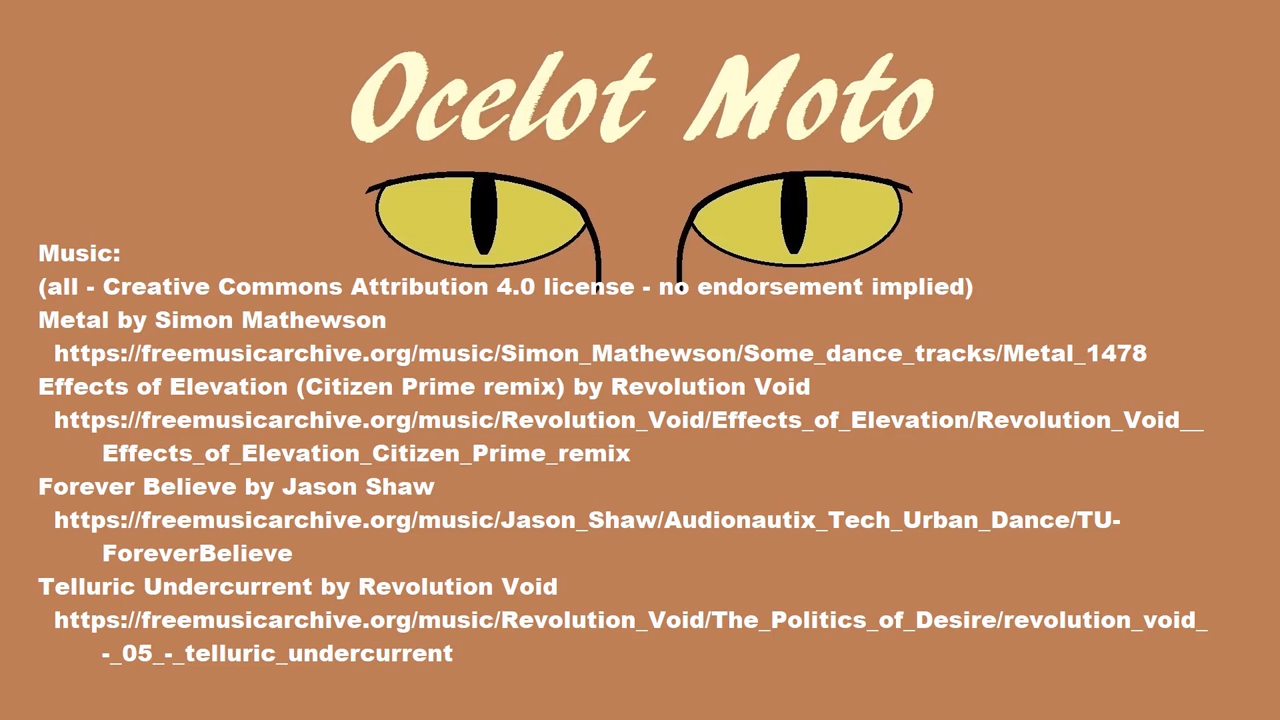 Ocelot Moto
Music:
(all - Creative Commons Attribution 4.0 license - no endorsement implied)
Metal by Simon Mathewson
https://freemusicarchive.org/music/Simon_Mathewson/Some_dance_tracks/Metal_1478
Effects of Elevation (Citizen Prime remix) by Revolution Void
https://freemusicarchive.org/music/Revolution_Void/Effects_of_Elevation/Revolution_Void__
Effects_of_Elevation_Citizen_Prime_remix
Forever Believe by Jason Shaw
https://freemusicarchive.org/music/Jason_Shaw/Audionautix_Tech_Urban_Dance/TU-
ForeverBelieve
Telluric Undercurrent by Revolution Void
https://freemusicarchive.org/music/Revolution_Void/The_Politics_of_Desire/revolution_void_
-_05_-_telluric_undercurrent